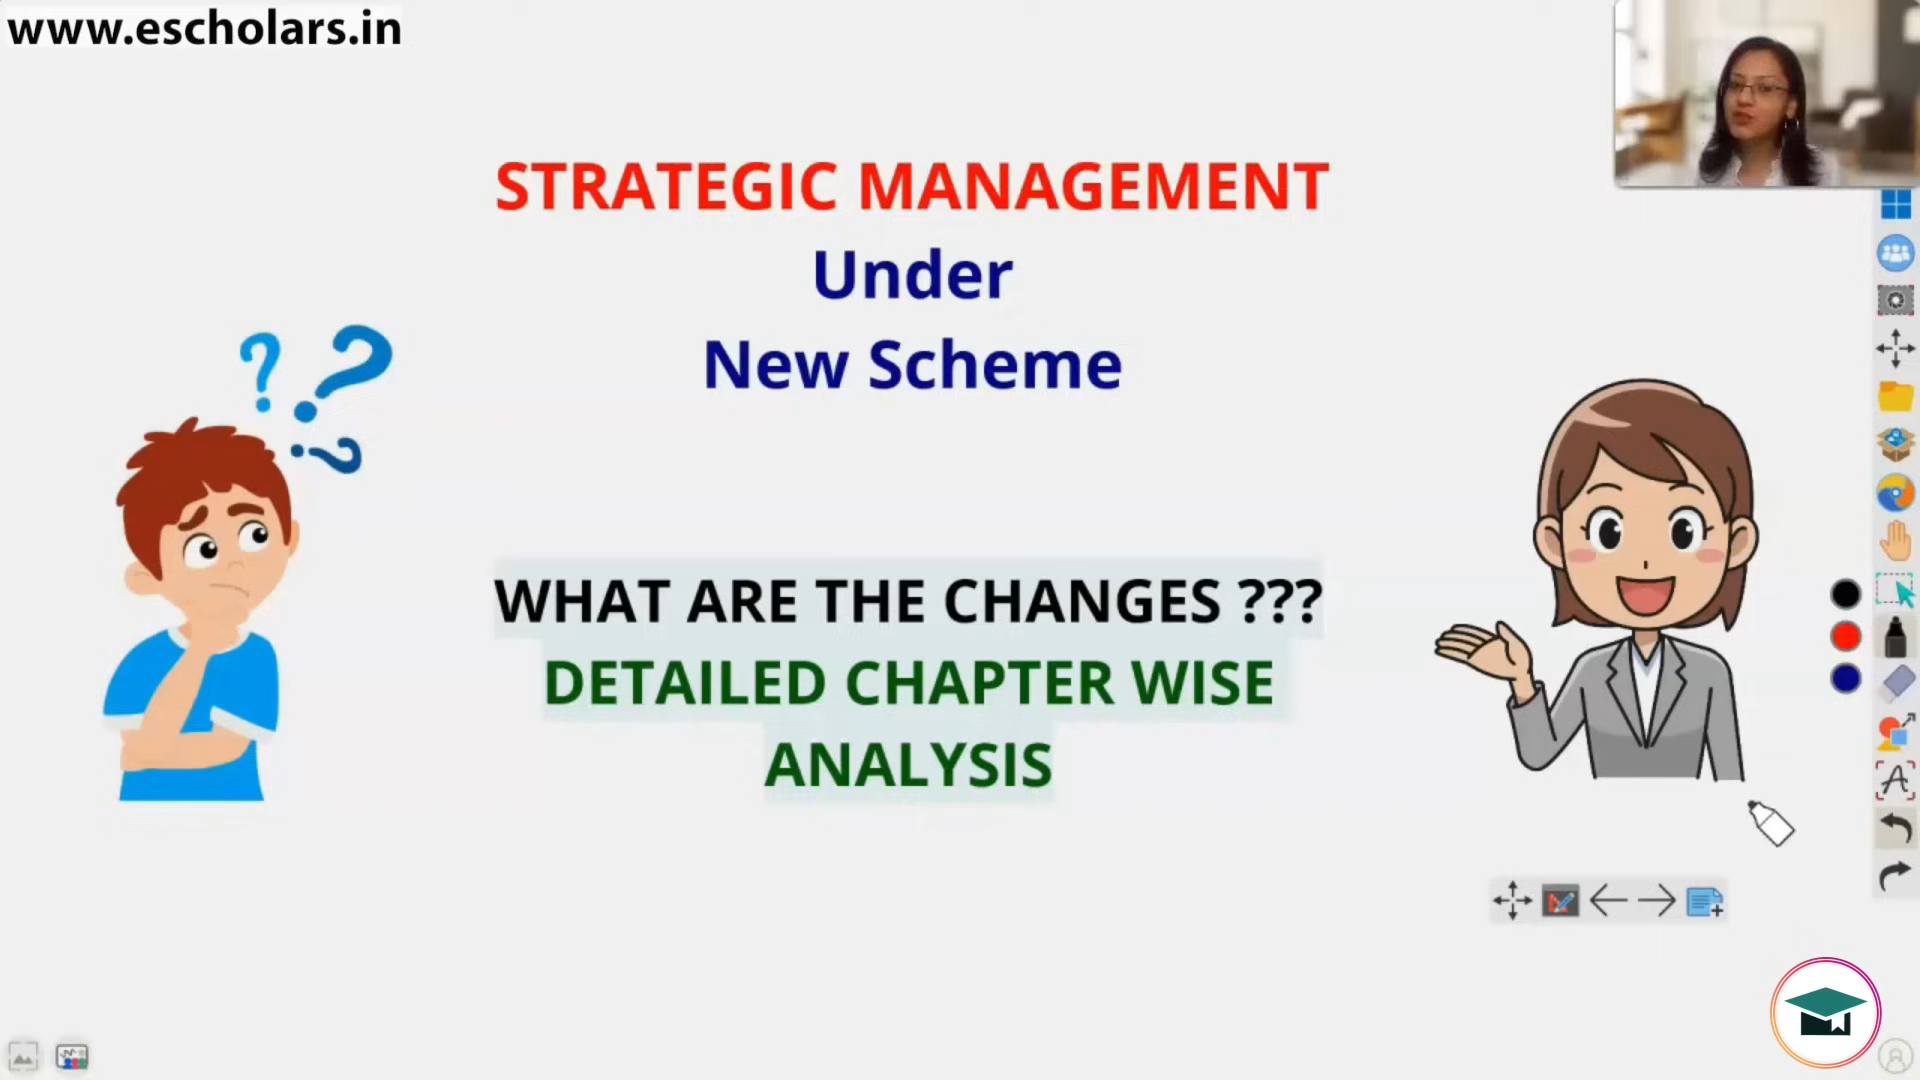 www.escholars.in
STRATEGIC MANAGEMENT
Under
New Scheme
WHAT ARE THE CHANGES ???
DETAILED CHAPTER WISE
ANALYSIS